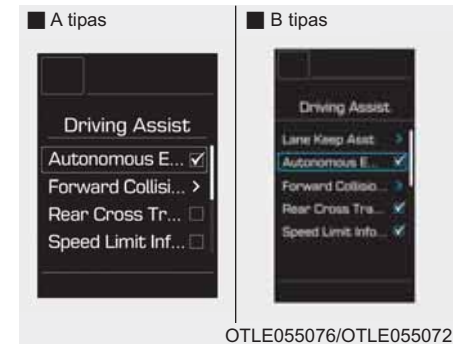 A tipas
Driving Assist
Autonomous E...
Forward Collisi... >
Rear Cross Tr...
Speed Limit Inf...
B tipas
Driving Assist
Lane Keep Asst >
Autonomous E...
Forward Collisio... >
Rear Cross Tra...
Speed Limit Info...
OTLE055076/OTLE055072